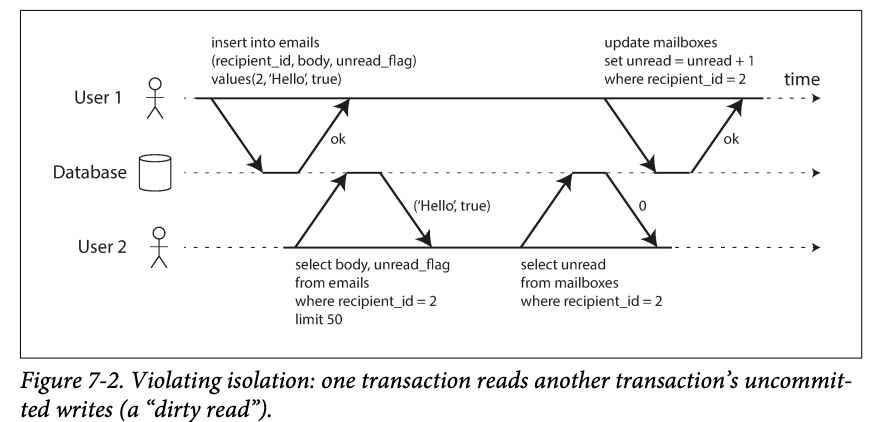 insert into emails
(recipient_id, body, unread_flag)
values(2, ‘Hello’, true)
update mailboxes
set unread = unread + 1
where recipient_id = 2
time
User 1
ok
ok
Database
(‘Hello’, true)
0
User 2
select body, unread_flag
from emails
where recipient_id = 2
limit 50
select unread
from mailboxes
where recipient_id = 2
Figure 7-2. Violating isolation: one transaction reads another transaction’s uncommit-
ted writes (a “dirty read”).